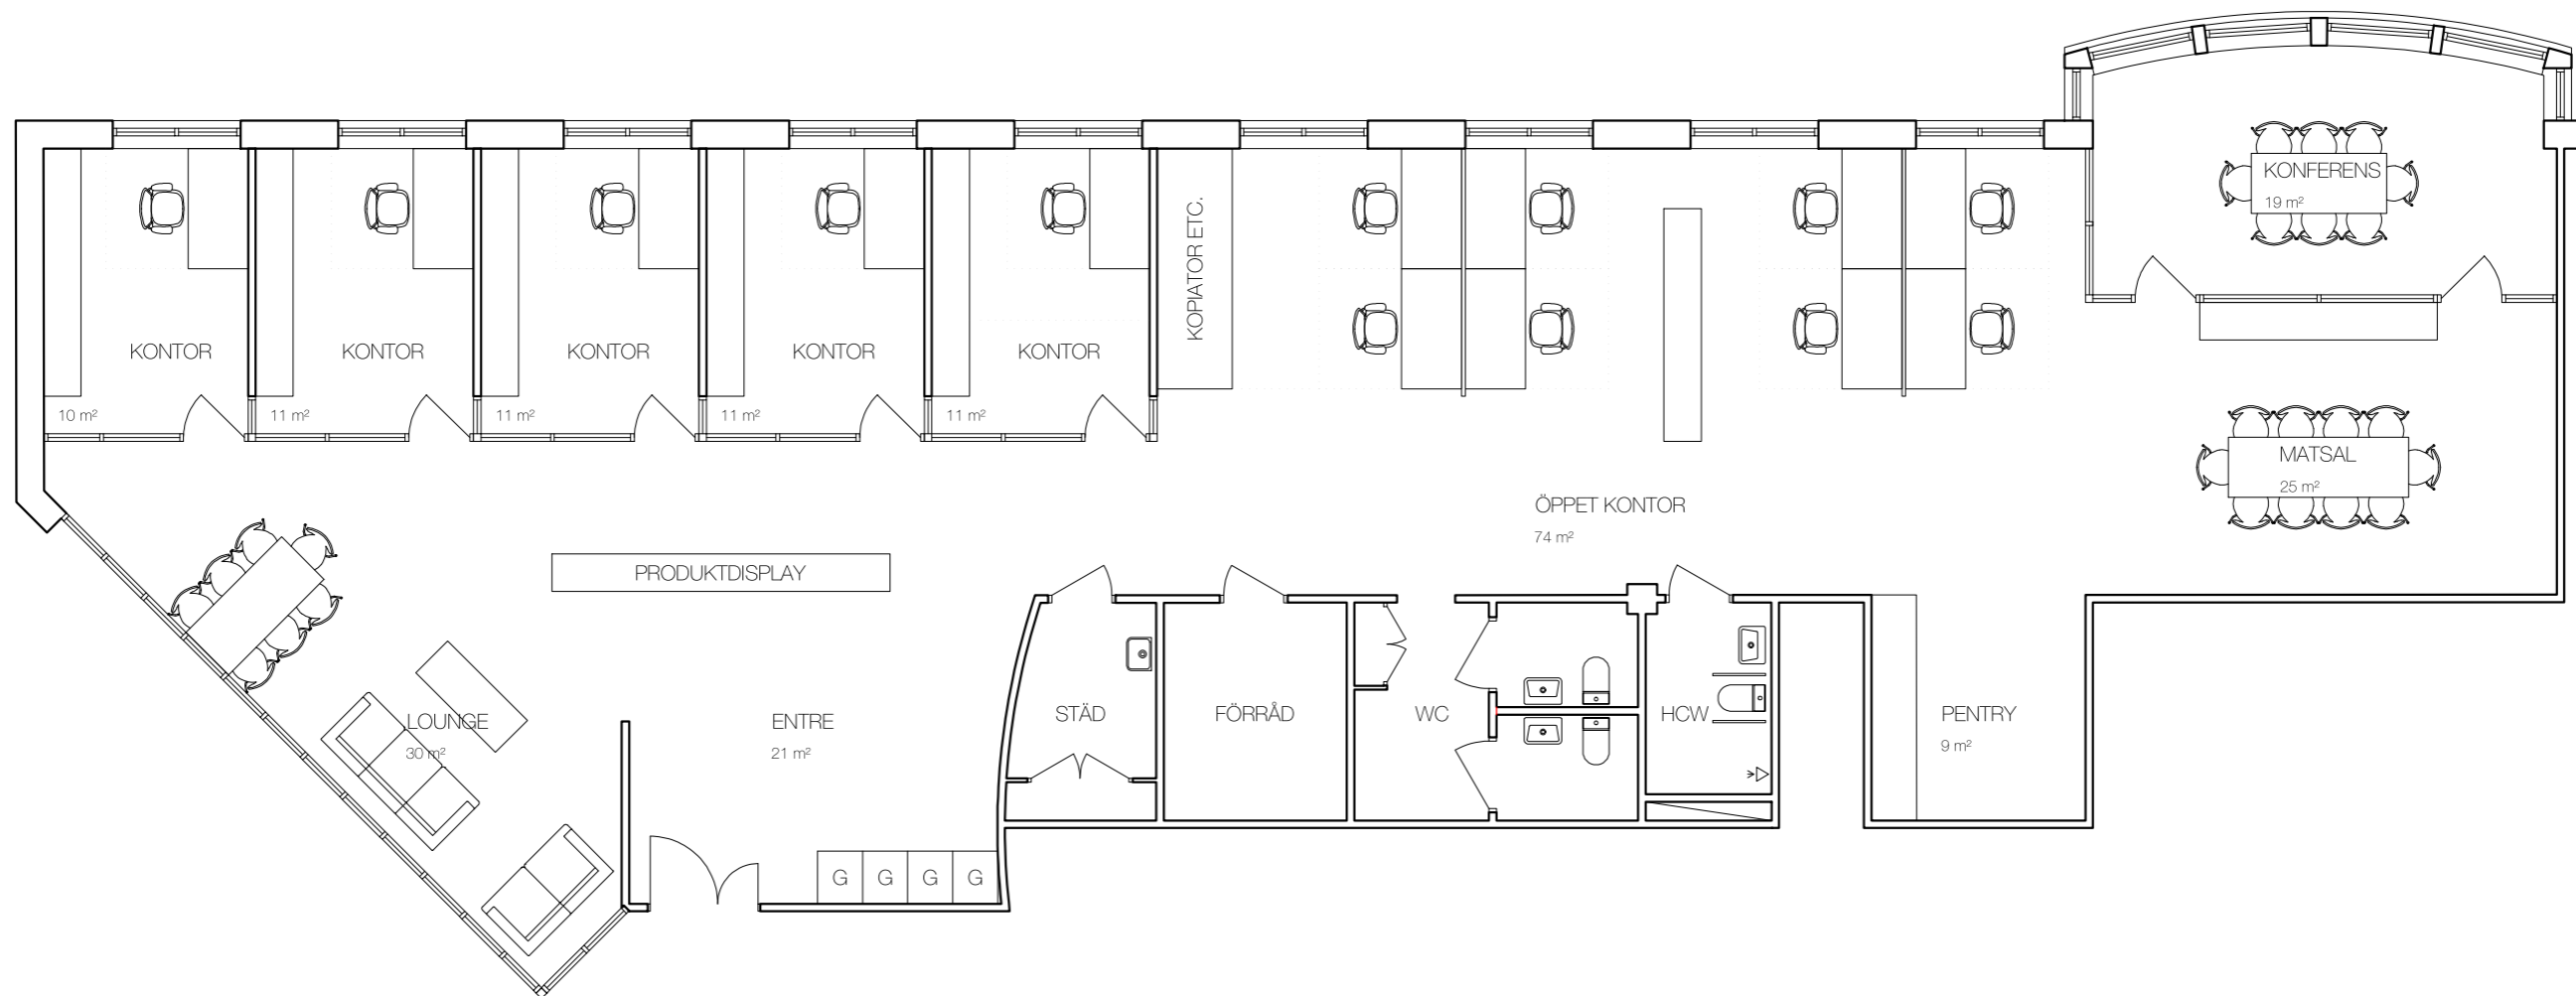 KONFERENS
19 m²
KOPIATOR ETC.
KONTOR
KONTOR
KONTOR
KONTOR
KONTOR
10 m²
11 m²
11 m²
11 m²
11 m²
MATSAL
25 m²
ÖPPET KONTOR
74 m²
PRODUKTDISPLAY
LOUNGE
30 m²
ENTRE
21 m²
STÄD
FÖRRÅD
WC
HCW
PENTRY
9 m²
G G G G